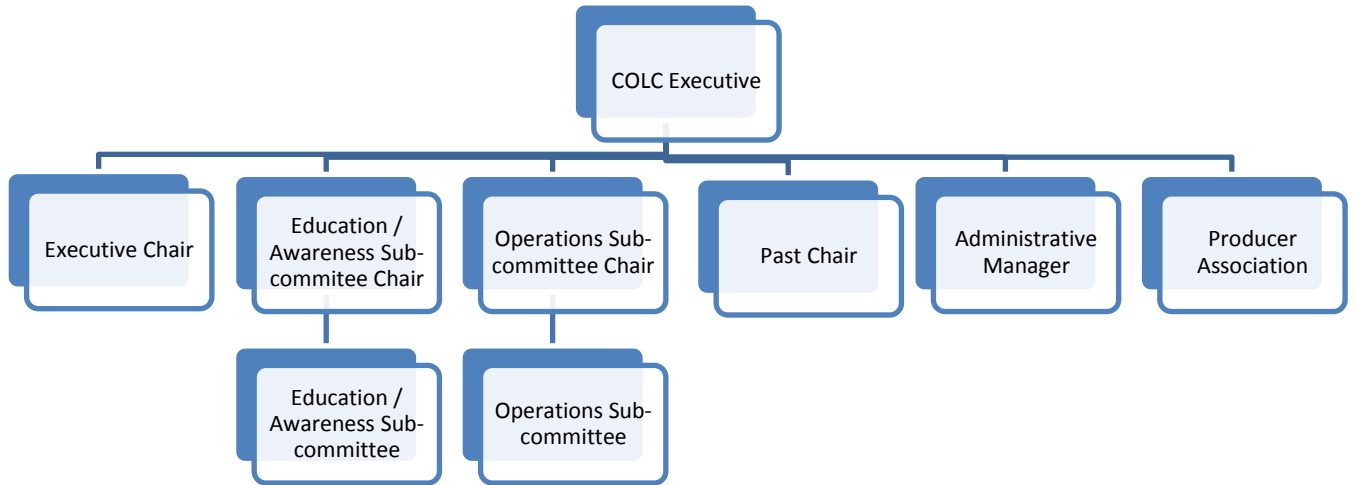 COLC Executive
Executive Chair
Education /
Awareness Sub-
commitee Chair
Operations Sub-
committee Chair
Past Chair
Administrative
Manager
Producer
Association
Education /
Awareness Sub-
committee
Operations Sub-
committee